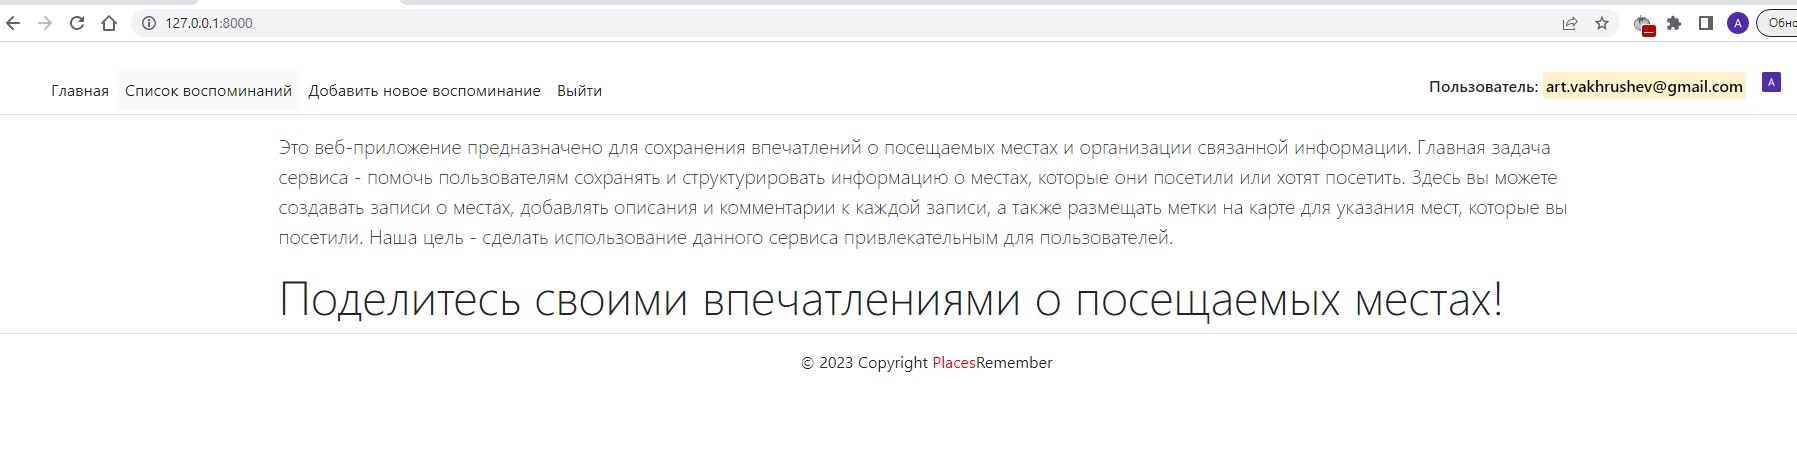 127.0.0.1:8000
A
Обно
Главная Список воспоминаний Добавить новое воспоминание Выйти
Пользователь: art.vakhrushev@gmail.com A
Это веб-приложение предназначено для сохранения впечатлений о посещаемых местах и организации связанной информации. Главная задача
сервиса - помочь пользователям сохранять и структурировать информацию о местах, которые они посетили или хотят посетить. Здесь вы можете
создавать записи о местах, добавлять описания и комментарии к каждой записи, а также размещать метки на карте для указания мест, которые вы
посетили. Наша цель - сделать использование данного сервиса привлекательным для пользователей.
Поделитесь своими впечатлениями о посещаемых местах!
© 2023 Copyright PlacesRemember